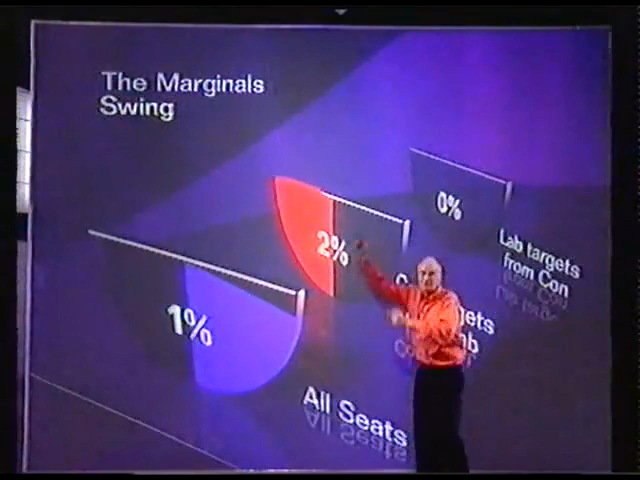 The Marginals
Swing
0%
Lab targets
from Con
2%
1%
All Seats